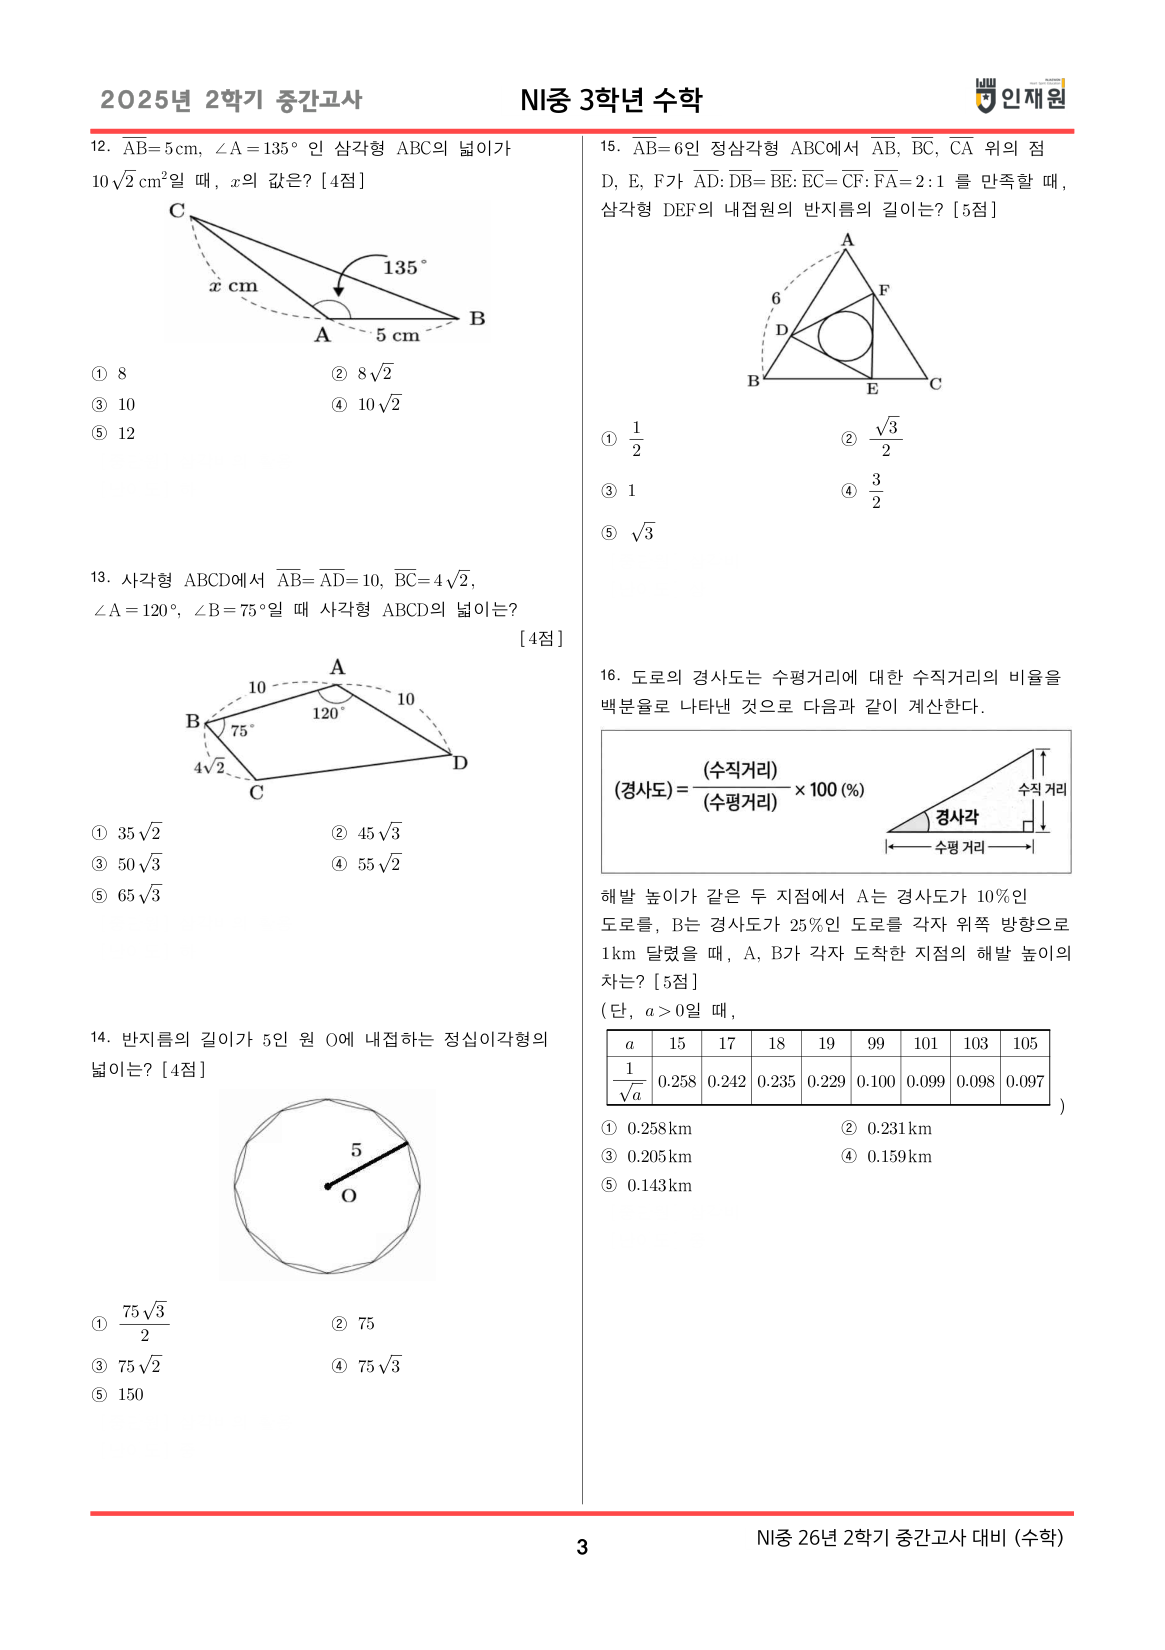 2025년 2학기 중간고사
NI중 3학년 수학
인재원
12. AB=5cm, ∠A=135° 인 삼각형 ABC의 넓이가
10√2 cm²일 때, x의 값은? [4점]
C
135°
x cm
A
B
5 cm
① 8
② 8√2
③ 10
④ 10√2
⑤ 12
13. 사각형 ABCD에서 AB=AD=10, BC=4√2,
∠A=120°, ∠B=75°일 때 사각형 ABCD의 넓이는?
[4점]
A
10
10
B
120°
75°
4√2
C
D
① 35√2
② 45√3
③ 50√3
④ 55√2
⑤ 65√3
14. 반지름의 길이가 5인 원 O에 내접하는 정십이각형의
넓이는? [4점]
5
O
① 75√3/2
② 75
③ 75√2
④ 75√3
⑤ 150
15. AB=6인 정삼각형 ABC에서 AB, BC, CA 위의 점
D, E, F가 AD:DB=BE:EC=CF:FA=2:1 를 만족할 때,
삼각형 DEF의 내접원의 반지름의 길이는? [5점]
A
6
F
D
B
E
C
① 1/2
② √3/2
③ 1
④ 3/2
⑤ √3
16. 도로의 경사도는 수평거리에 대한 수직거리의 비율을
백분율로 나타낸 것으로 다음과 같이 계산한다.
(경사도) = (수직거리)/(수평거리) × 100 (%)
수직 거리
경사각
수평 거리
해발 높이가 같은 두 지점에서 A는 경사도가 10%인
도로를, B는 경사도가 25%인 도로를 각자 위쪽 방향으로
1km 달렸을 때, A, B가 각자 도착한 지점의 해발 높이의
차는? [5점]
(단, a>0일 때,
a 15 17 18 19 99 101 103 105
1/√a 0.258 0.242 0.235 0.229 0.100 0.099 0.098 0.097
)
① 0.258km
② 0.231km
③ 0.205km
④ 0.159km
⑤ 0.143km
3
NI중 26년 2학기 중간고사 대비 (수학)